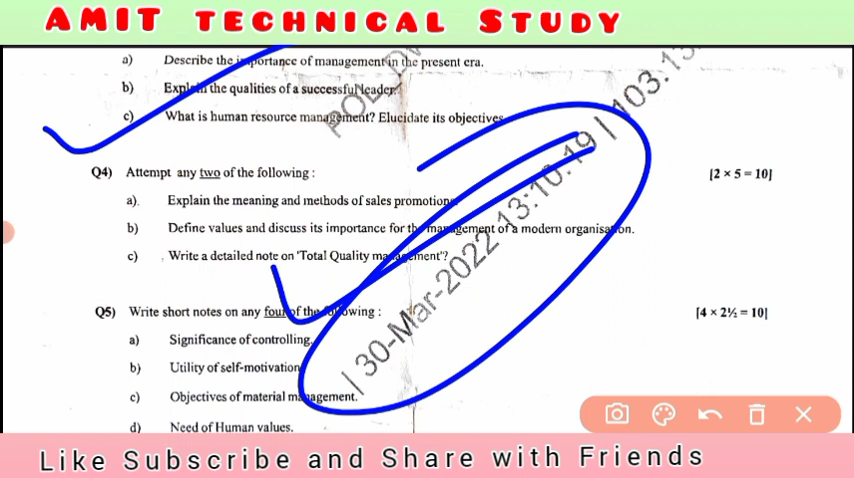 AMIT TECHNICAL STUDY
a) Describe the importance of management in the present era.
b) Explain the qualities of a successful leader.
c) What is human resource management? Elucidate its objectives
Q4) Attempt any two of the following : [2 × 5 = 10]
a). Explain the meaning and methods of sales promotion
b) Define values and discuss its importance for the management of a modern organisation.
c) Write a detailed note on 'Total Quality management'?
Q5) Write short notes on any four of the following : [4 × 2½ = 10]
a) Significance of controlling.
b) Utility of self-motivation
c) Objectives of material management.
d) Need of Human values.
| 30-Mar-2022 13:10:19 | 103.13
Like Subscribe and Share with Friends